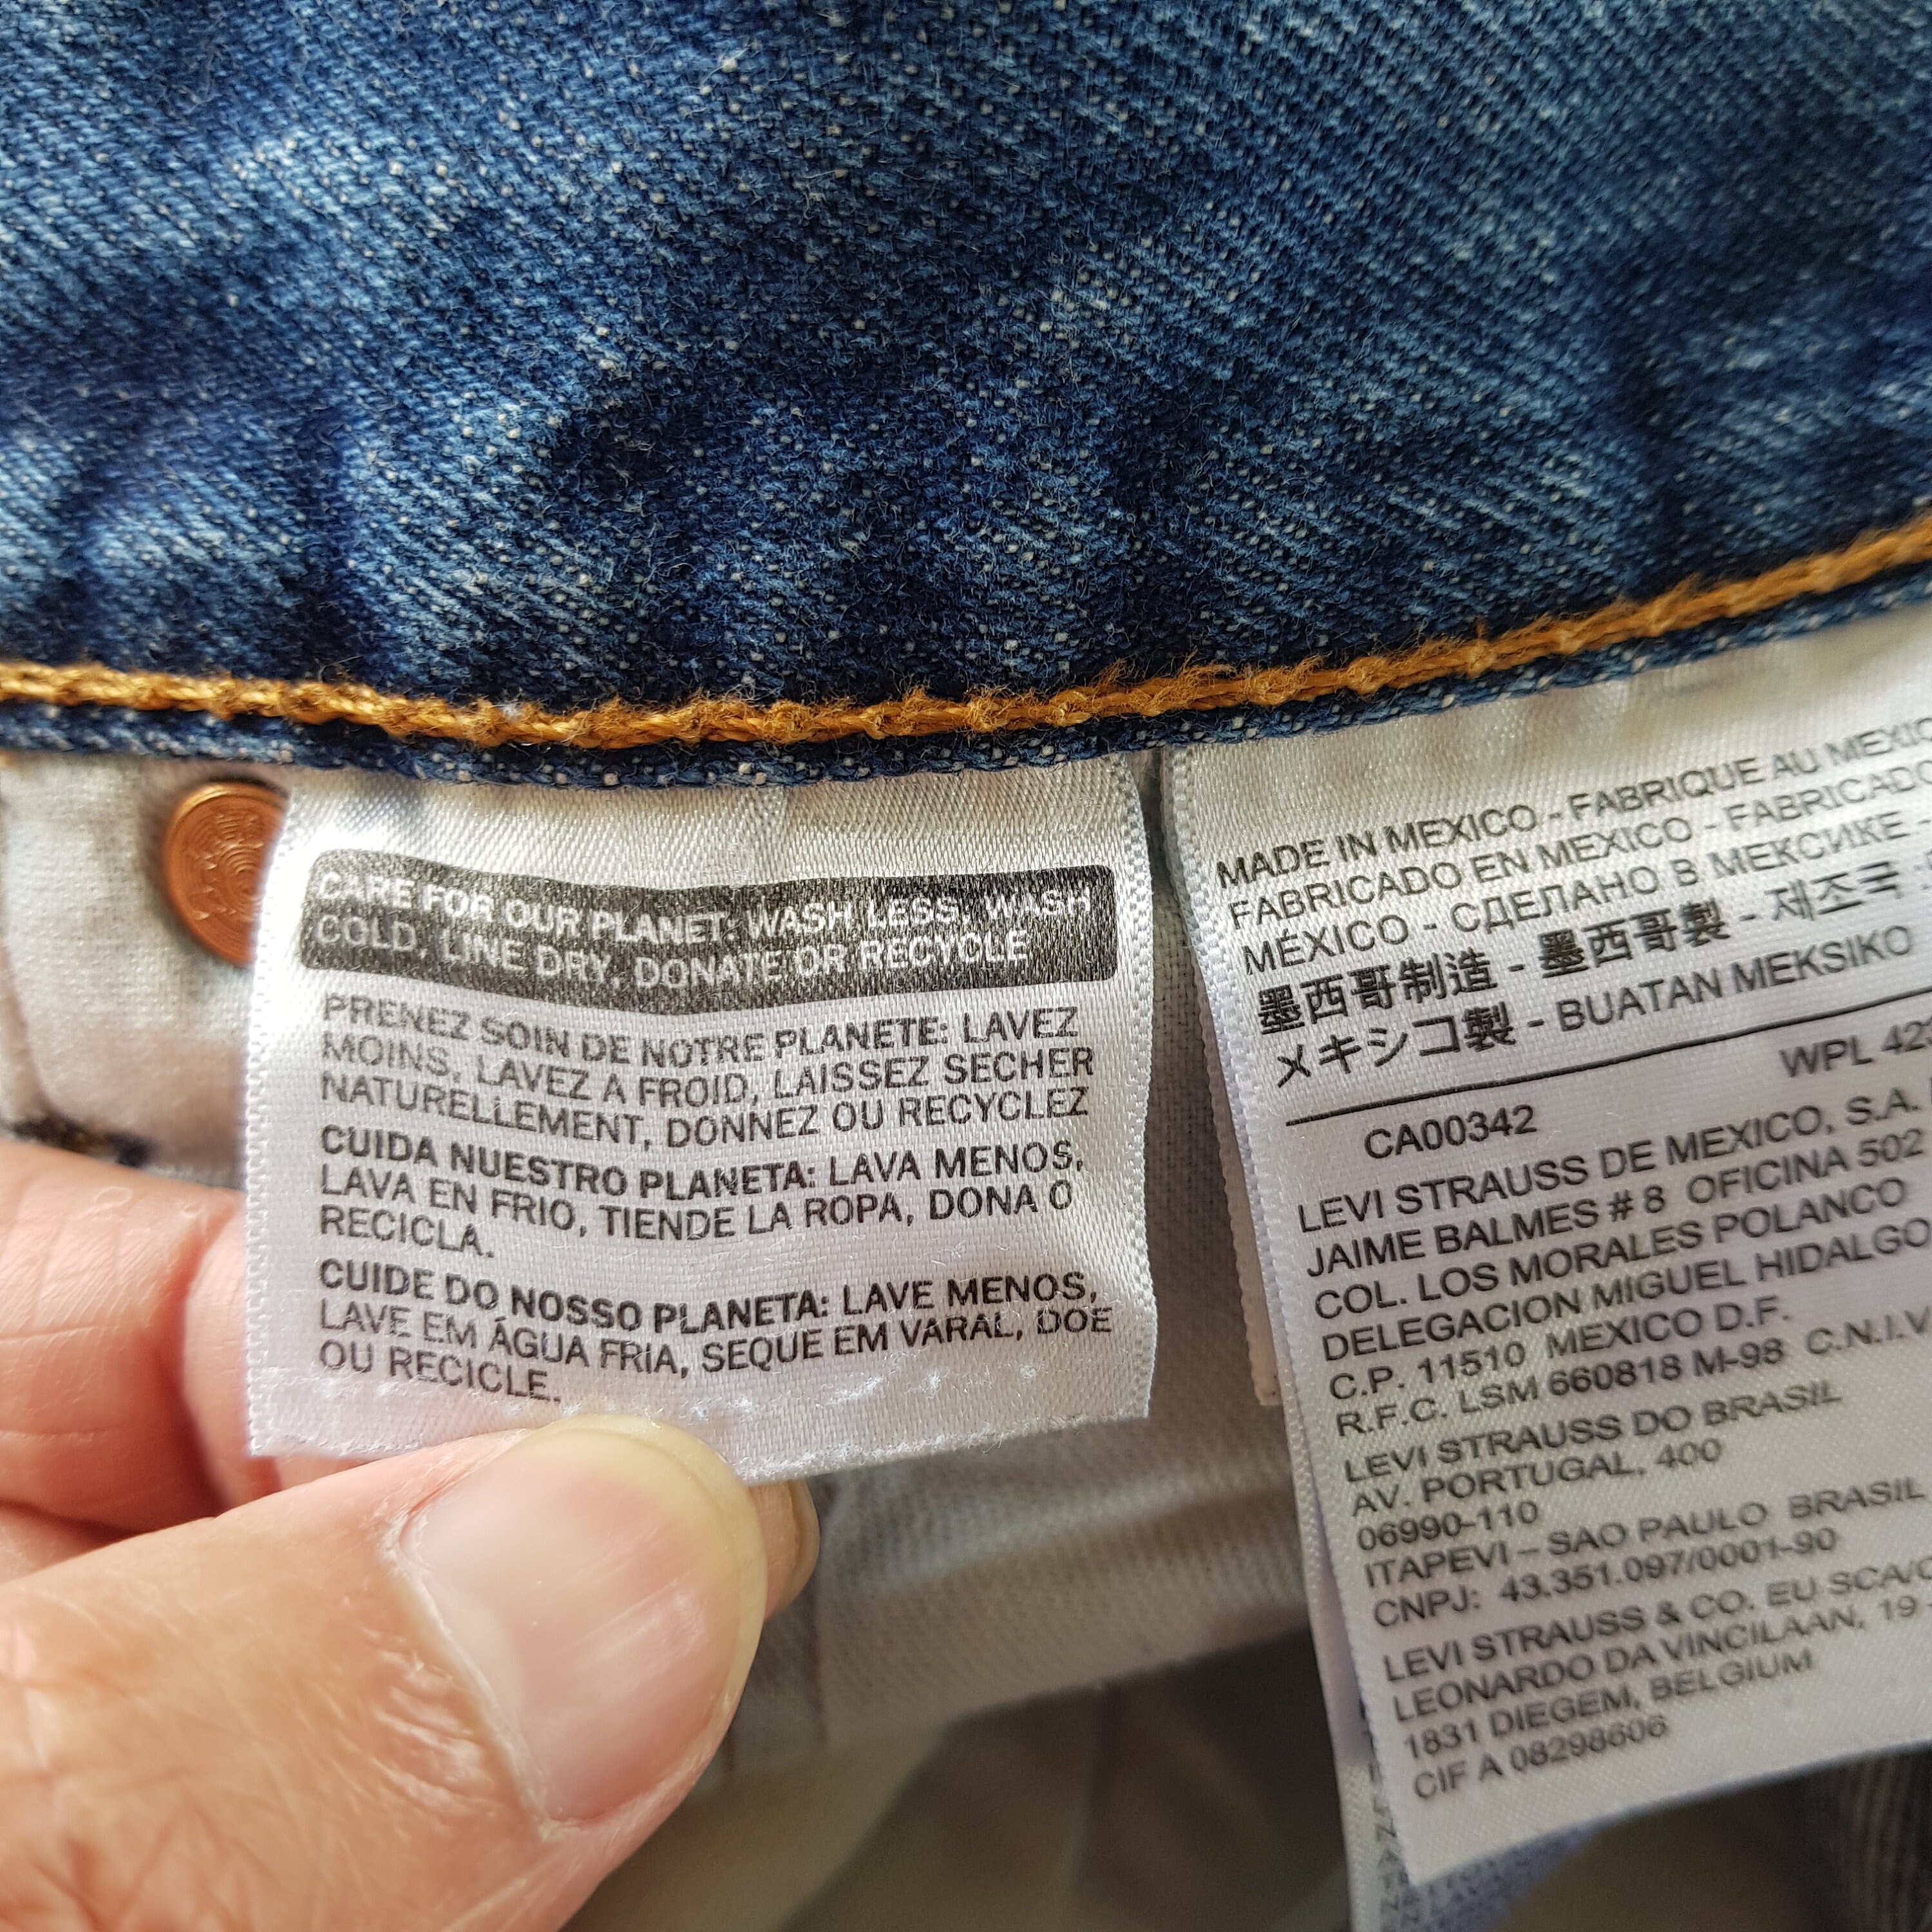 CARE FOR OUR PLANET: WASH LESS, WASH
COLD, LINE DRY, DONATE OR RECYCLE
PRENEZ SOIN DE NOTRE PLANETE: LAVEZ
MOINS, LAVEZ A FROID, LAISSEZ SECHER
NATURELLEMENT, DONNEZ OU RECYCLEZ
CUIDA NUESTRO PLANETA: LAVA MENOS,
LAVA EN FRIO, TIENDE LA ROPA, DONA O
RECICLA.
CUIDE DO NOSSO PLANETA: LAVE MENOS,
LAVE EM ÁGUA FRIA, SEQUE EM VARAL, DOE
OU RECICLE.
MADE IN MEXICO - FABRIQUE AU
FABRICADO EN MEXICO - FABRICADO
MÉXICO - СДЕЛАНО В МЕКСИКЕ
墨西哥制造 - 墨西哥製 - 제조국
メキシコ製 - BUATAN MEKSIKO
WPL
CA00342
LEVI STRAUSS DE MEXICO, S.A.
JAIME BALMES # 8 OFICINA 502
COL. LOS MORALES POLANCO
DELEGACION MIGUEL HIDALGO
C.P. 11510 MEXICO D.F.
R.F.C. LSM 660818 M-98
LEVI STRAUSS DO BRASIL
AV. PORTUGAL, 400
06990-110
ITAPEVI – SAO PAULO BRASIL
CNPJ: 43.351.097/0001-90
LEVI STRAUSS & CO. EU
LEONARDO DA VINCILAAN, 19
1831 DIEGEM, BELGIUM
CIF A 08298606